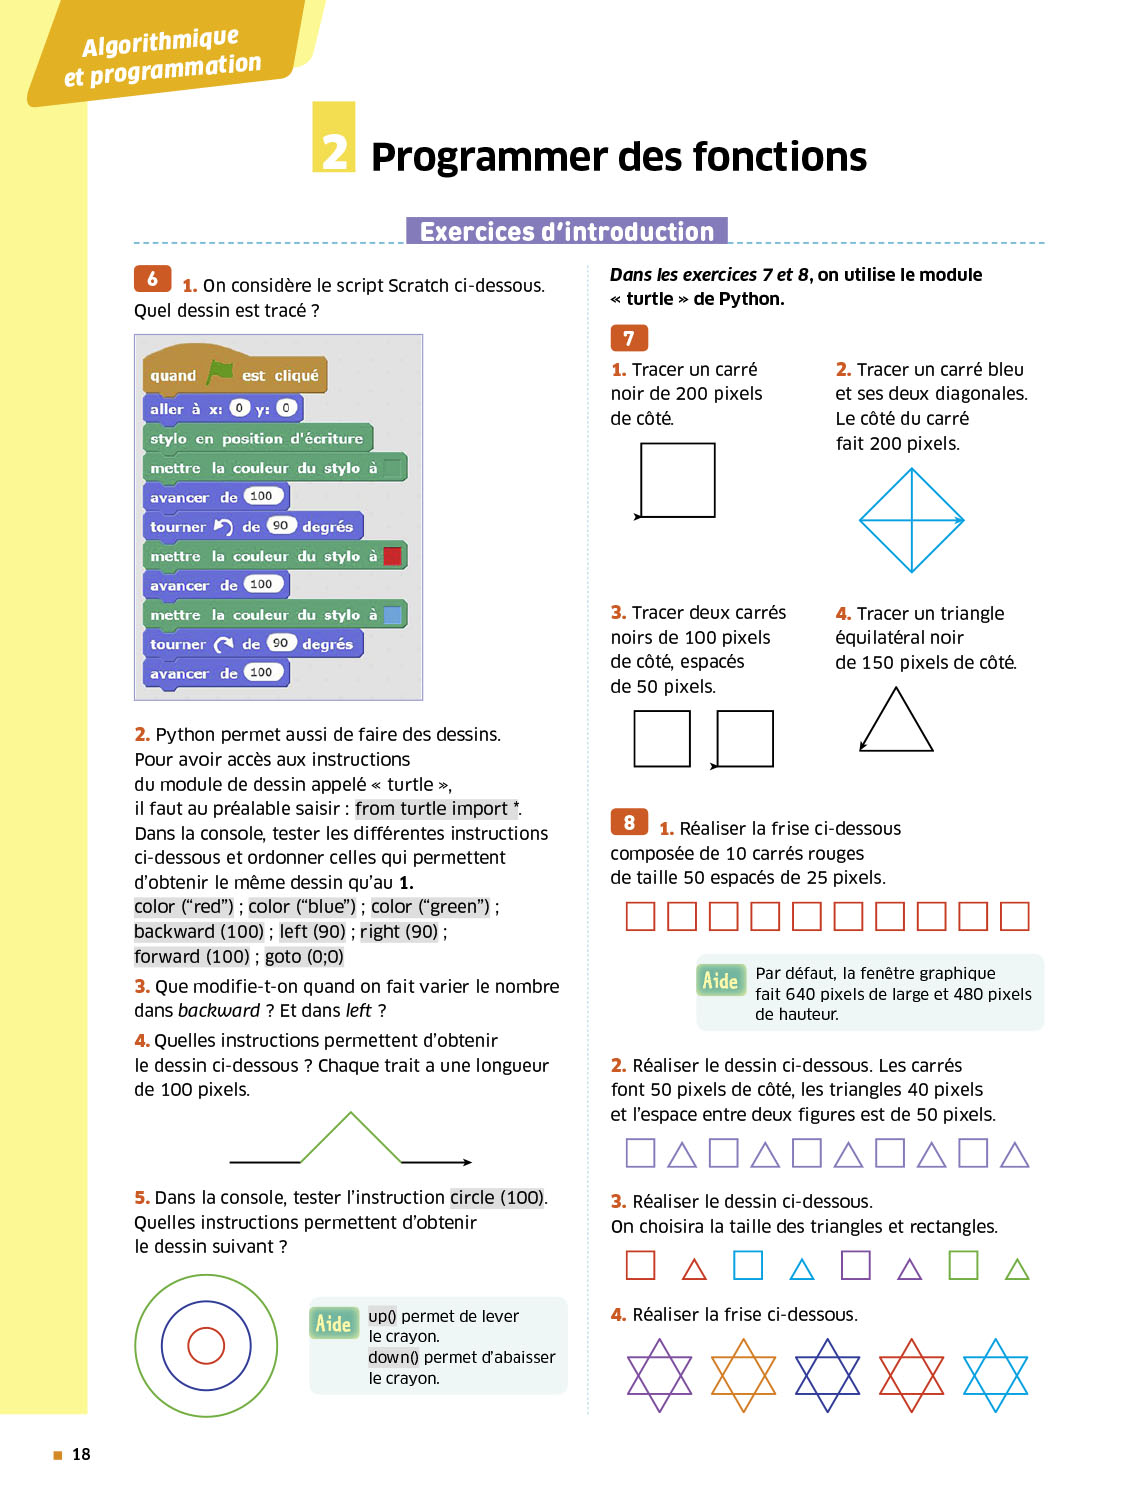 Algorithmique
et programmation
2 Programmer des fonctions
Exercices d'introduction
6 1. On considère le script Scratch ci-dessous.
Quel dessin est tracé ?
quand est cliqué
aller à x: 0 y: 0
stylo en position d'écriture
mettre la couleur du stylo à
avancer de 100
tourner de 90 degrés
mettre la couleur du stylo à
avancer de 100
mettre la couleur du stylo à
tourner de 90 degrés
avancer de 100
2. Python permet aussi de faire des dessins.
Pour avoir accès aux instructions
du module de dessin appelé « turtle »,
il faut au préalable saisir : from turtle import *.
Dans la console, tester les différentes instructions
ci-dessous et ordonner celles qui permettent
d'obtenir le même dessin qu'au 1.
color (“red”) ; color (“blue”) ; color (“green”) ;
backward (100) ; left (90) ; right (90) ;
forward (100) ; goto (0;0)
3. Que modifie-t-on quand on fait varier le nombre
dans backward ? Et dans left ?
4. Quelles instructions permettent d'obtenir
le dessin ci-dessous ? Chaque trait a une longueur
de 100 pixels.
5. Dans la console, tester l'instruction circle (100).
Quelles instructions permettent d'obtenir
le dessin suivant ?
Aide
up() permet de lever
le crayon.
down() permet d'abaisser
le crayon.
Dans les exercices 7 et 8, on utilise le module
« turtle » de Python.
7
1. Tracer un carré
noir de 200 pixels
de côté.
2. Tracer un carré bleu
et ses deux diagonales.
Le côté du carré
fait 200 pixels.
3. Tracer deux carrés
noirs de 100 pixels
de côté, espacés
de 50 pixels.
4. Tracer un triangle
équilatéral noir
de 150 pixels de côté.
8 1. Réaliser la frise ci-dessous
composée de 10 carrés rouges
de taille 50 espacés de 25 pixels.
Aide
Par défaut, la fenêtre graphique
fait 640 pixels de large et 480 pixels
de hauteur.
2. Réaliser le dessin ci-dessous. Les carrés
font 50 pixels de côté, les triangles 40 pixels
et l'espace entre deux figures est de 50 pixels.
3. Réaliser le dessin ci-dessous.
On choisira la taille des triangles et rectangles.
4. Réaliser la frise ci-dessous.
18